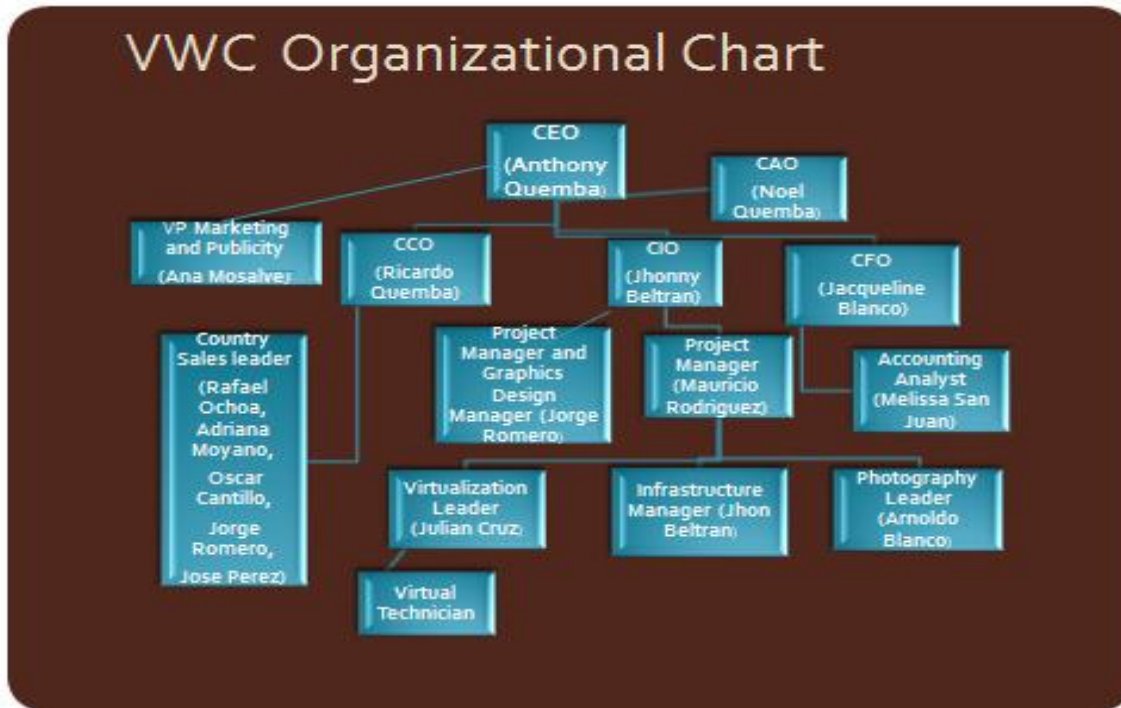 VWC Organizational Chart
CEO
(Anthony
Quemba)
CAO
(Noel
Quemba)
VP Marketing
and Publicity
(Ana Mosalve)
CCO
(Ricardo
Quemba)
CIO
(Jhonny
Beltran)
CFO
(Jacqueline
Blanco)
Country
Sales leader
(Rafael
Ochoa,
Adriana
Moyano,
Oscar
Cantillo,
Jorge
Romero,
Jose Perez)
Project
Manager and
Graphics
Design
Manager (Jorge
Romero)
Project
Manager
(Mauricio
Rodriguez)
Accounting
Analyst
(Melissa San
Juan)
Virtualization
Leader
(Julian Cruz)
Infrastructure
Manager (Jhon
Beltran)
Photography
Leader
(Arnoldo
Blanco)
Virtual
Technician